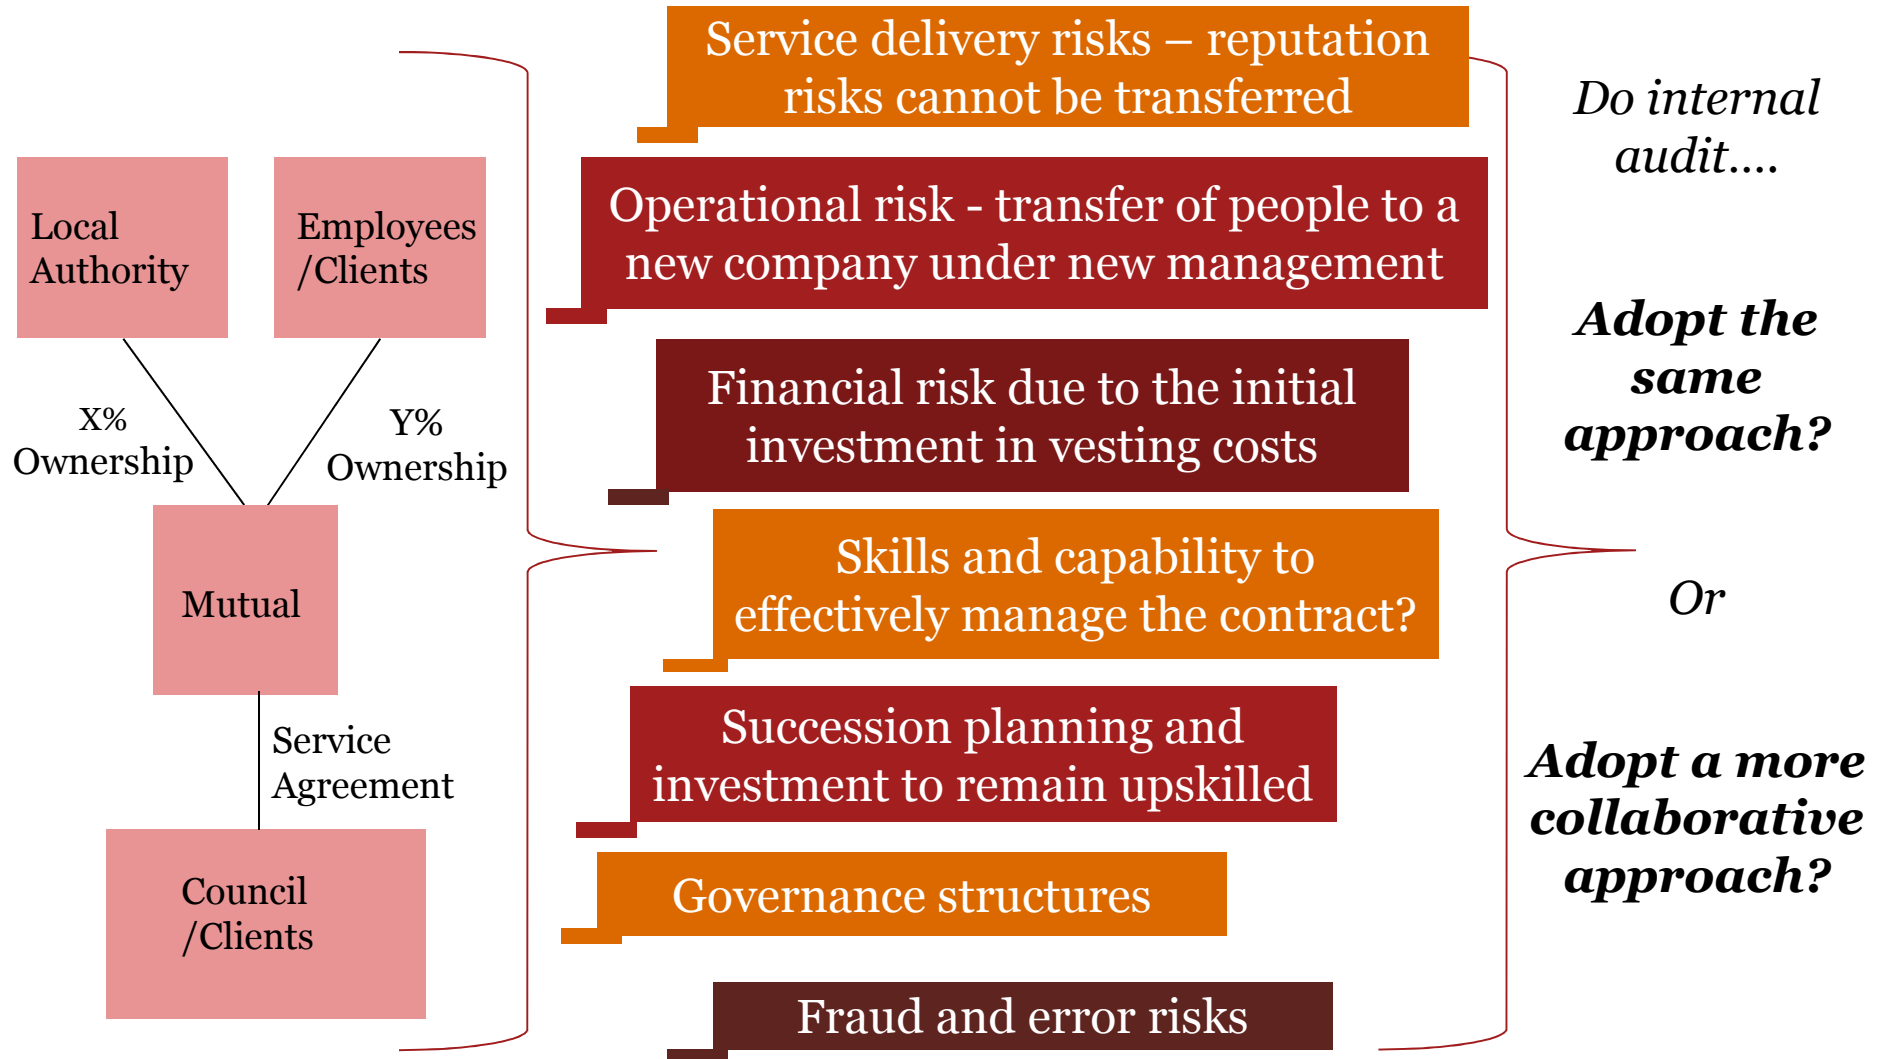 Local
Authority
Employees
/Clients
X%
Ownership
Y%
Ownership
Mutual
Service
Agreement
Council
/Clients
Service delivery risks – reputation
risks cannot be transferred
Operational risk - transfer of people to a
new company under new management
Financial risk due to the initial
investment in vesting costs
Skills and capability to
effectively manage the contract?
Succession planning and
investment to remain upskilled
Governance structures
Fraud and error risks
Do internal
audit....
Adopt the
same
approach?
Or
Adopt a more
collaborative
approach?